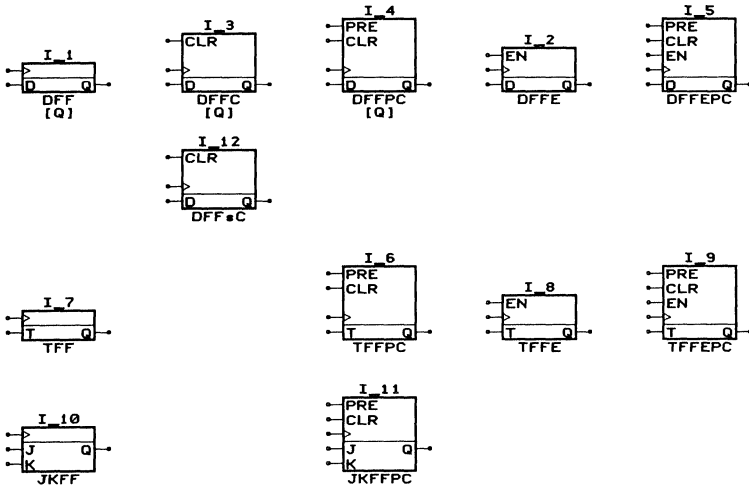 I_1
D Q
DFF
[Q]
I_3
CLR
D Q
DFFC
[Q]
I_4
PRE
CLR
D Q
DFFPC
[Q]
I_2
EN
D Q
DFFE
I_5
PRE
CLR
EN
D Q
DFFEPC
I_12
CLR
D Q
DFFsC
I_7
T Q
TFF
I_6
PRE
CLR
T Q
TFFPC
I_8
EN
T Q
TFFE
I_9
PRE
CLR
EN
T Q
TFFEPC
I_10
J Q
K
JKFF
I_11
PRE
CLR
J Q
K
JKFFPC